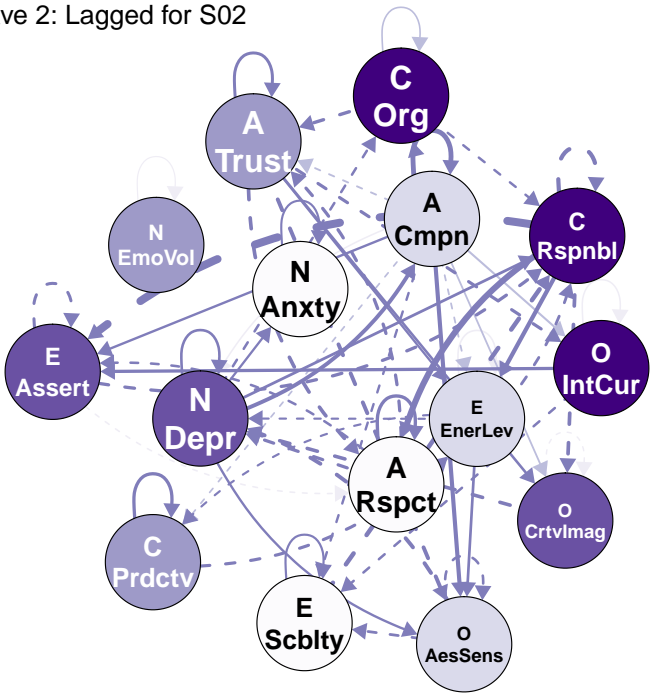 ve 2: Lagged for S02
C
Org
A
Trust
A
Cmpn
C
Rspnbl
N
EmoVol
N
Anxty
E
Assert
O
IntCur
N
Depr
E
EnerLev
A
Rspct
O
CrtvImag
C
Prdctv
E
Scblty
O
AesSens